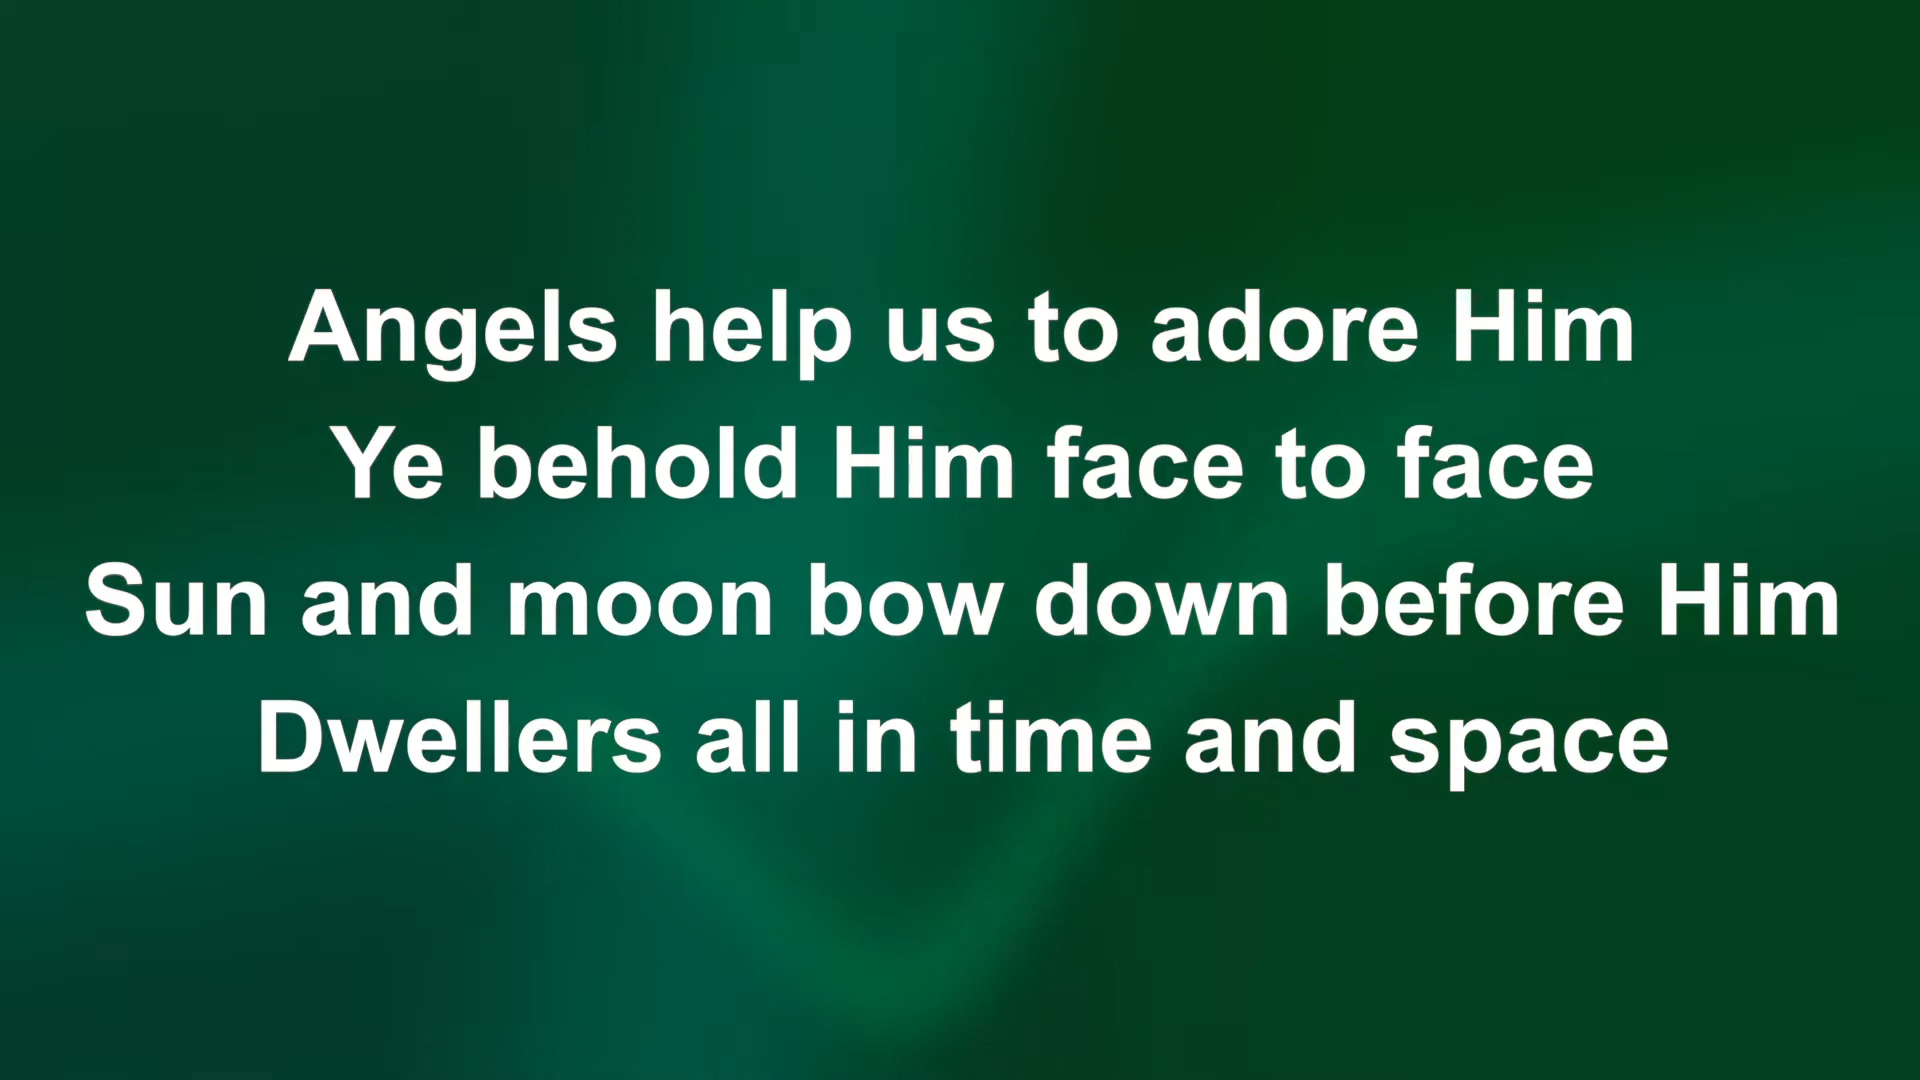 Angels help us to adore Him
Ye behold Him face to face
Sun and moon bow down before Him
Dwellers all in time and space